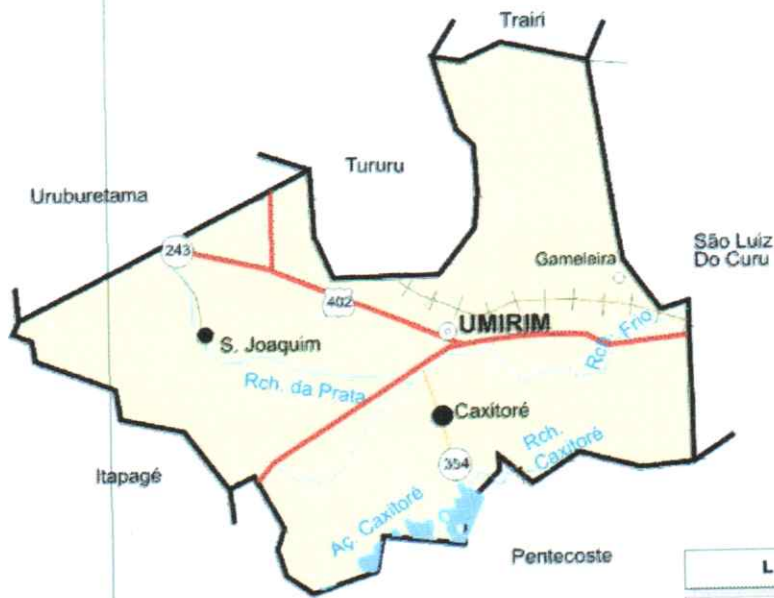 Trairi
Tururu
Uruburetama
243
São Luiz
Do Curu
Gameleira
402
UMIRIM
S. Joaquim
Rch. Frio
Rch. da Prata
Caxitoré
Rch.
Caxitoré
354
Itapagé
Aç. Caxitoré
Pentecoste
L